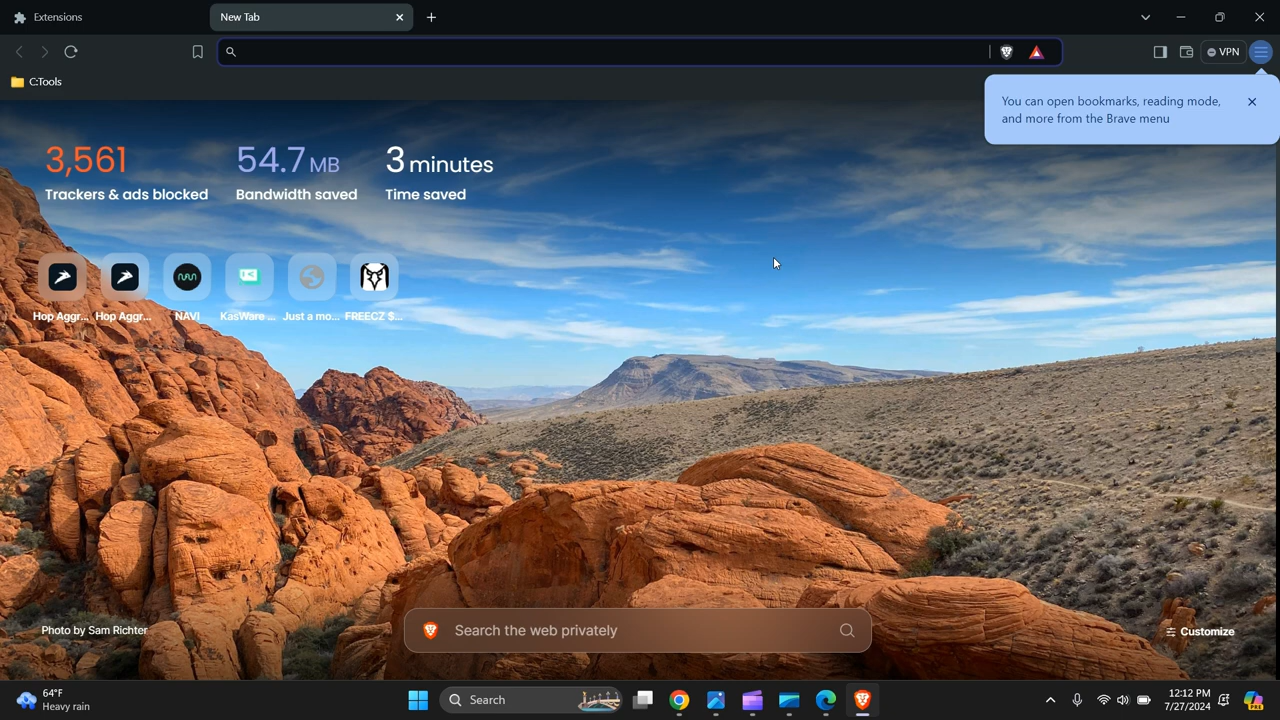 Extensions
New Tab
VPN
C:Tools
You can open bookmarks, reading mode,
and more from the Brave menu
3,561
54.7 MB
3 minutes
Trackers & ads blocked
Bandwidth saved
Time saved
Hop Aggr...
Hop Aggr...
NAVI
KasWare ...
Just a mo...
FREECZ $...
Search the web privately
Photo by Sam Richter
Customize
64°F
Heavy rain
Search
12:12 PM
7/27/2024
PRE